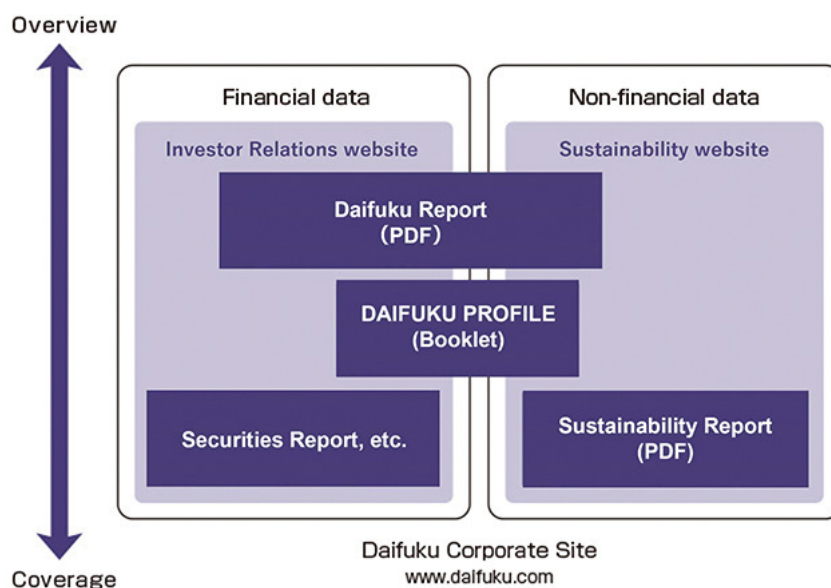 Overview
Financial data
Non-financial data
Investor Relations website
Sustainability website
Daifuku Report
(PDF)
DAIFUKU PROFILE
(Booklet)
Securities Report, etc.
Sustainability Report
(PDF)
Coverage
Daifuku Corporate Site
www.daifuku.com